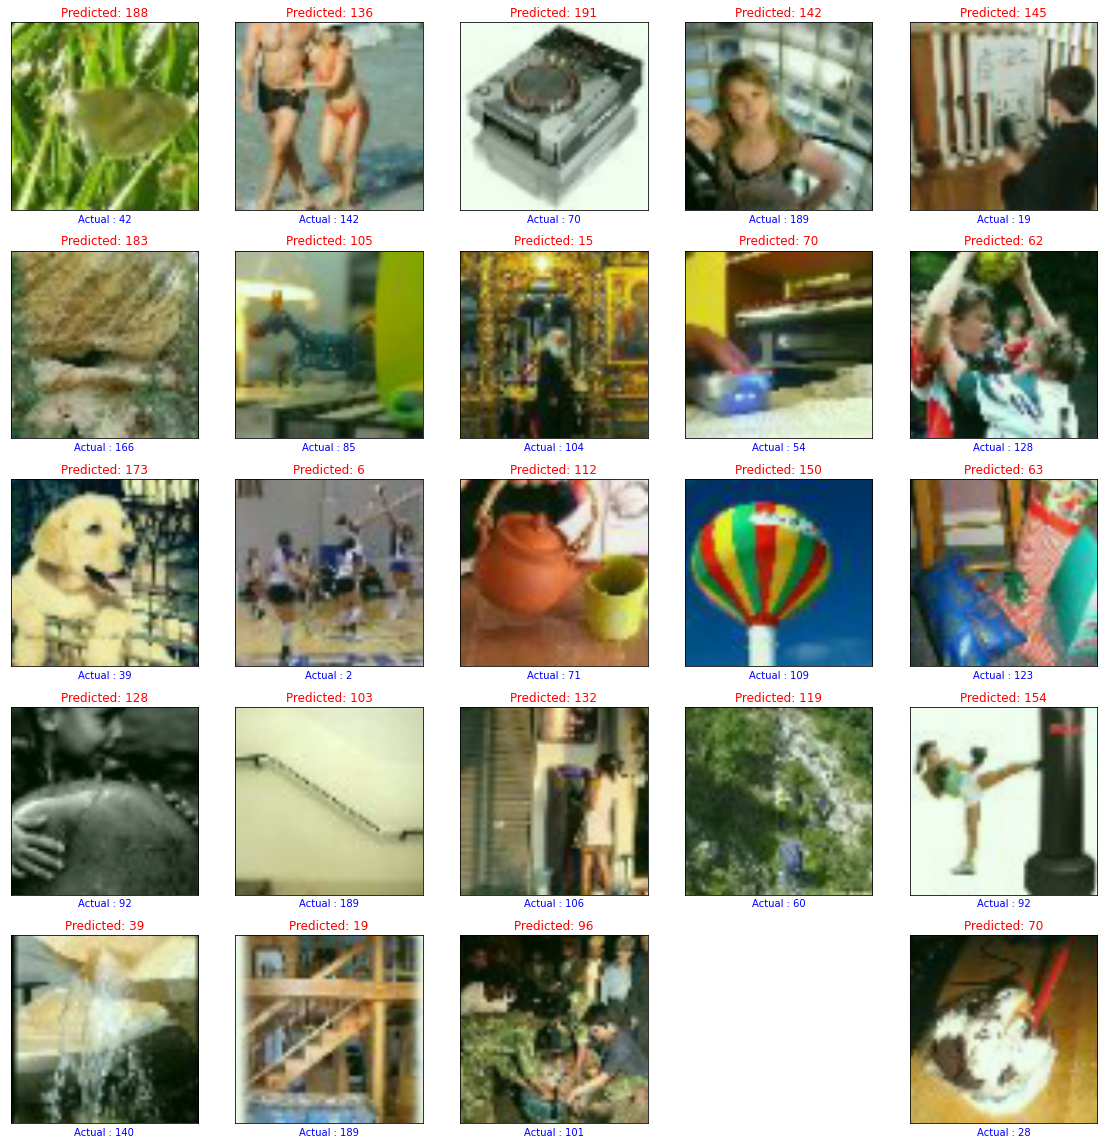 Predicted: 188
Predicted: 136
Predicted: 191
Predicted: 142
Predicted: 145
Actual : 42
Actual : 142
Actual : 70
Actual : 189
Actual : 19
Predicted: 183
Predicted: 105
Predicted: 15
Predicted: 70
Predicted: 62
Actual : 166
Actual : 85
Actual : 104
Actual : 54
Actual : 128
Predicted: 173
Predicted: 6
Predicted: 112
Predicted: 150
Predicted: 63
Actual : 39
Actual : 2
Actual : 71
Actual : 109
Actual : 123
Predicted: 128
Predicted: 103
Predicted: 132
Predicted: 119
Predicted: 154
Actual : 92
Actual : 189
Actual : 106
Actual : 60
Actual : 92
Predicted: 39
Predicted: 19
Predicted: 96
Predicted: 70
Actual : 140
Actual : 189
Actual : 101
Actual : 28